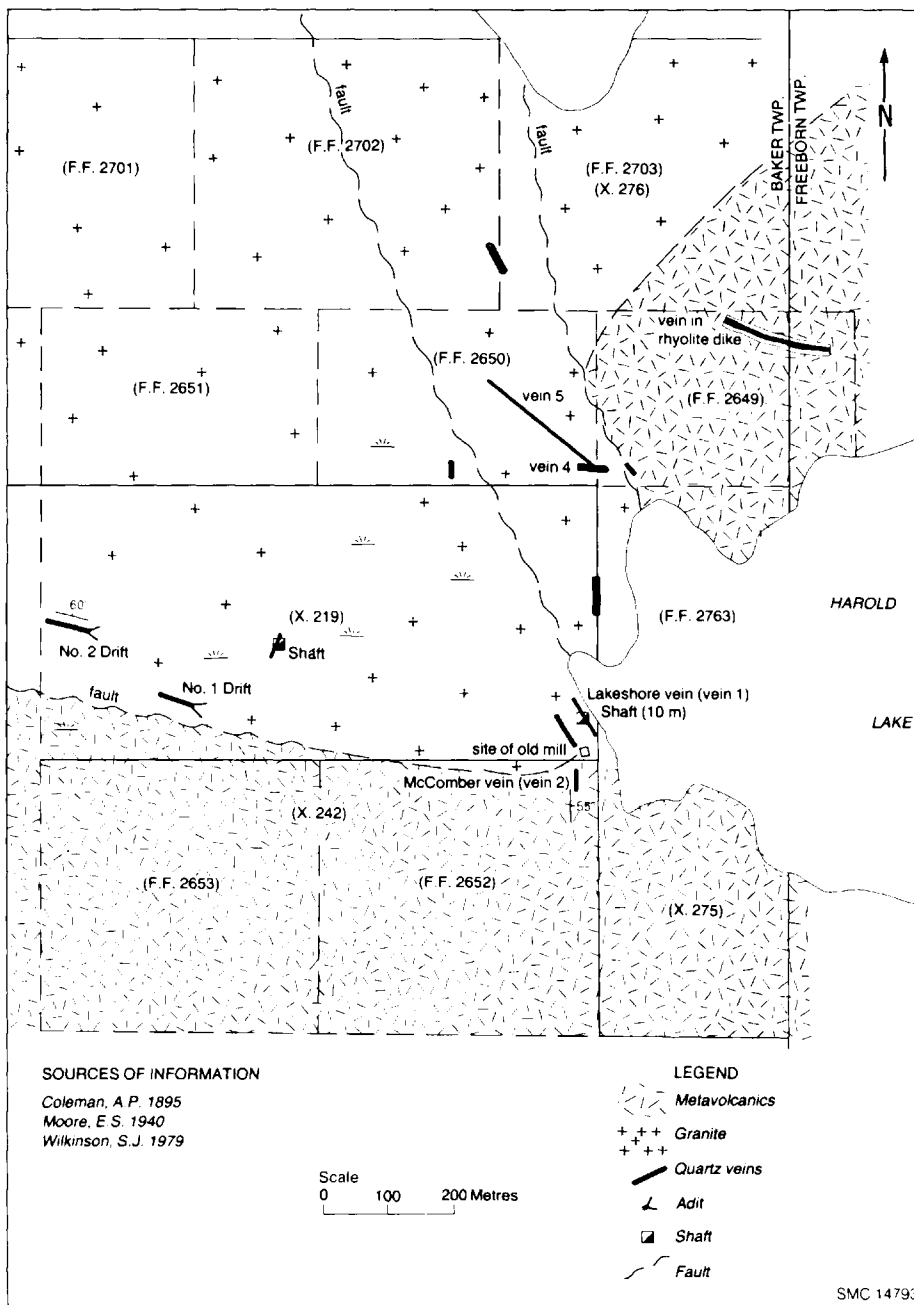 fault
fault
BAKER TWP.
FREEBORN TWP.
N
(F.F. 2701)
(F.F. 2702)
(F.F. 2703)
(X. 276)
vein in
rhyolite dike
(F.F. 2651)
(F.F. 2650)
vein 5
(F.F. 2649)
vein 4
60
(X. 219)
Shaft
No. 2 Drift
No. 1 Drift
fault
(F.F. 2763)
HAROLD
LAKE
Lakeshore vein (vein 1)
Shaft (10 m)
site of old mill
McComber vein (vein 2)
55
(X. 242)
(F.F. 2653)
(F.F. 2652)
(X. 275)
SOURCES OF INFORMATION
Coleman, A.P. 1895
Moore, E.S. 1940
Wilkinson, S.J. 1979
Scale
0 100 200 Metres
LEGEND
Metavolcanics
Granite
Quartz veins
Adit
Shaft
Fault
SMC 14793